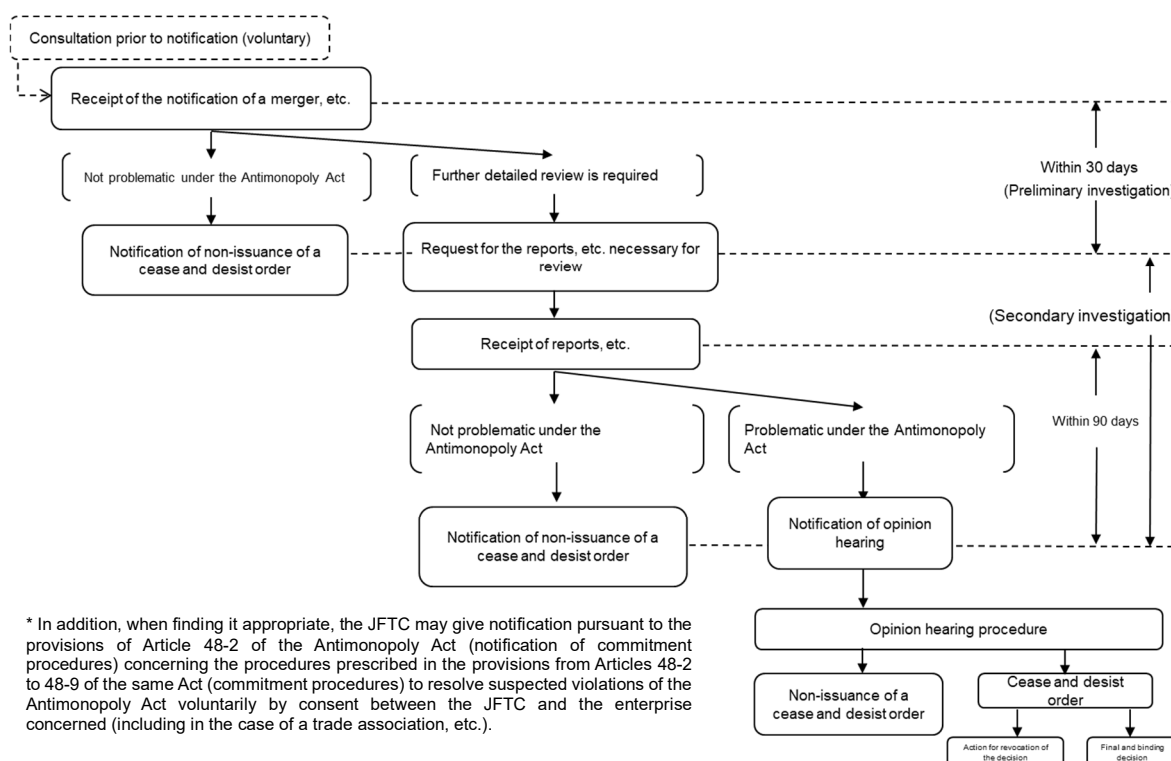 Consultation prior to notification (voluntary)
Receipt of the notification of a merger, etc.
Not problematic under the Antimonopoly Act
Further detailed review is required
Within 30 days
(Preliminary investigation)
Notification of non-issuance of a
cease and desist order
Request for the reports, etc. necessary for
review
(Secondary investigation)
Receipt of reports, etc.
Not problematic under the
Antimonopoly Act
Problematic under the Antimonopoly
Act
Within 90 days
Notification of non-issuance of a
cease and desist order
Notification of opinion
hearing
* In addition, when finding it appropriate, the JFTC may give notification pursuant to the
provisions of Article 48-2 of the Antimonopoly Act (notification of commitment
procedures) concerning the procedures prescribed in the provisions from Articles 48-2
to 48-9 of the same Act (commitment procedures) to resolve suspected violations of the
Antimonopoly Act voluntarily by consent between the JFTC and the enterprise
concerned (including in the case of a trade association, etc.).
Opinion hearing procedure
Non-issuance of a
cease and desist order
Cease and desist
order
Action for revocation of
the decision
Final and binding
decision